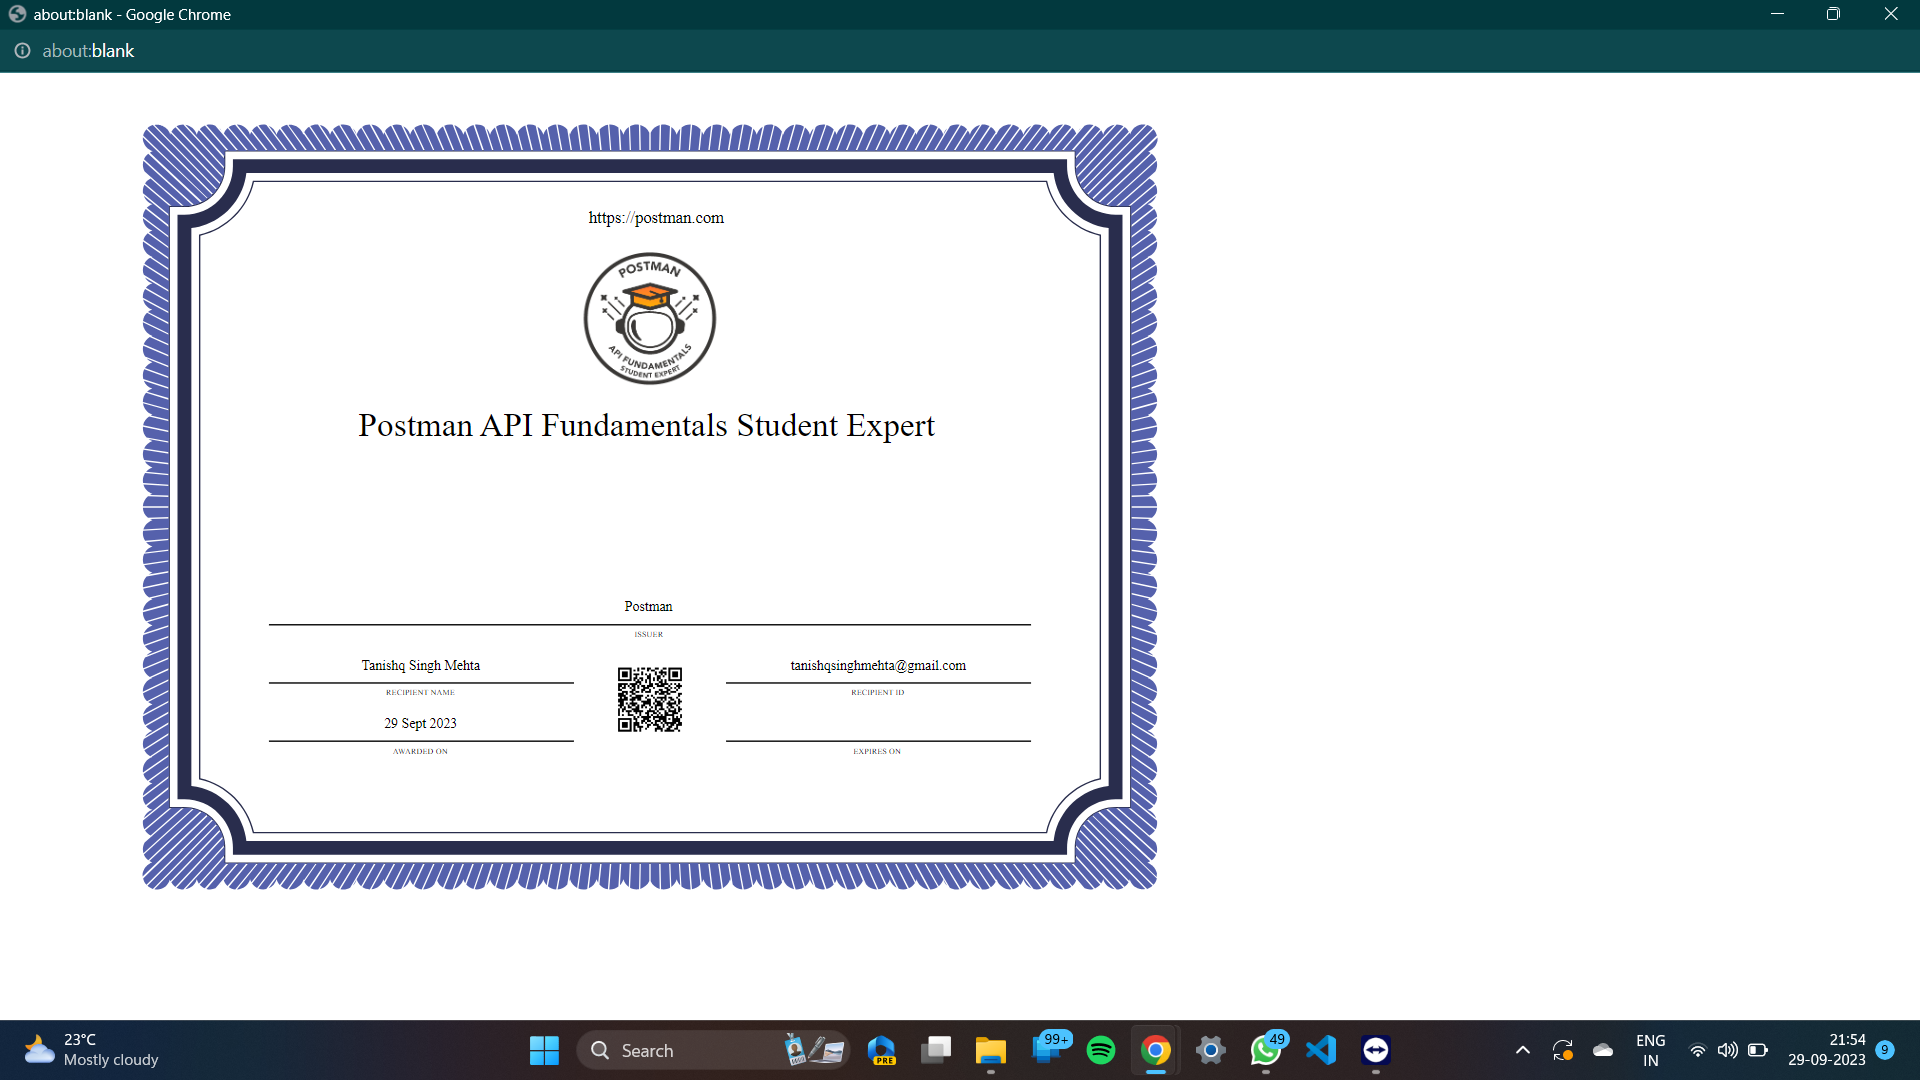 about:blank - Google Chrome
about:blank
https://postman.com
POSTMAN
API FUNDAMENTALS
STUDENT EXPERT
Postman API Fundamentals Student Expert
Postman
ISSUER
Tanishq Singh Mehta
tanishqsinghmehta@gmail.com
RECIPIENT NAME
RECIPIENT ID
29 Sept 2023
AWARDED ON
EXPIRES ON
23°C
Mostly cloudy
Search
PRE
99+
49
ENG
IN
21:54
29-09-2023
9